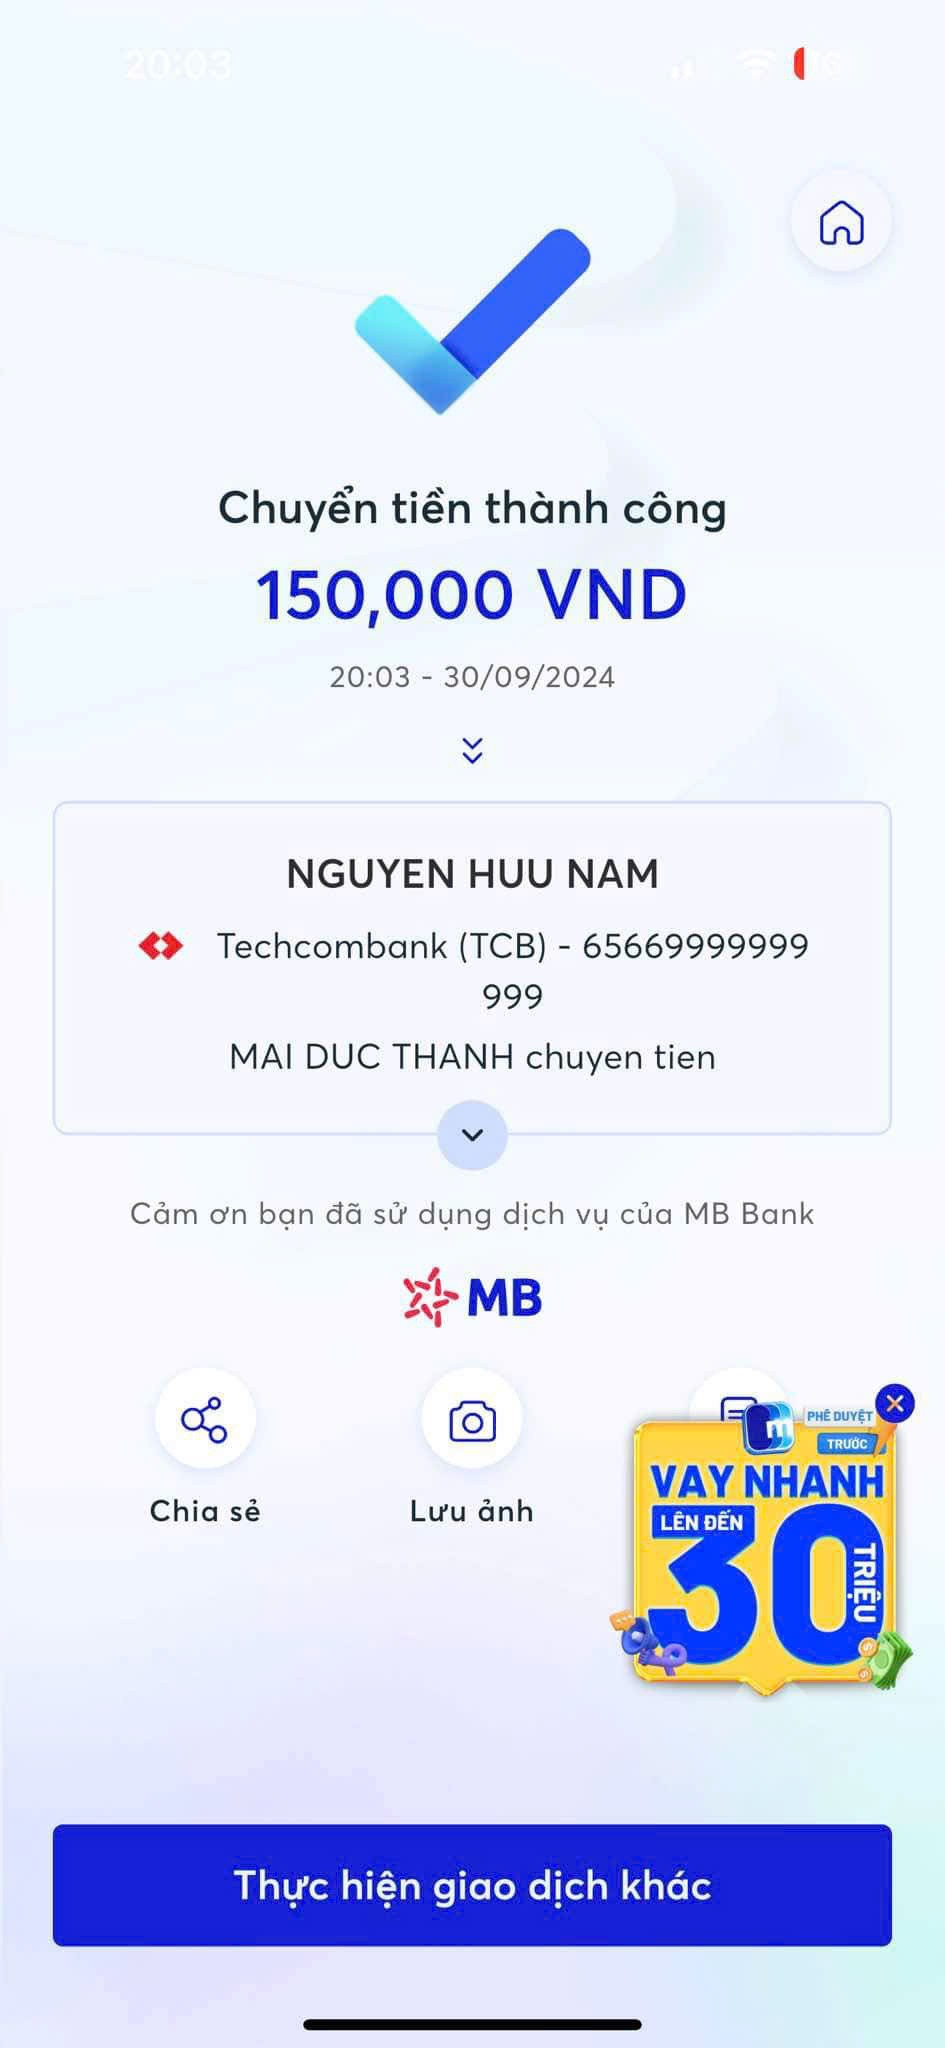 20:03
Chuyển tiền thành công
150,000 VND
20:03 - 30/09/2024
NGUYEN HUU NAM
Techcombank (TCB) - 65669999999
999
MAI DUC THANH chuyen tien
Cảm ơn bạn đã sử dụng dịch vụ của MB Bank
MB
Chia sẻ
Lưu ảnh
PHÊ DUYỆT
TRƯỚC
VAY NHANH
LÊN ĐẾN
30
TRIỆU
Thực hiện giao dịch khác